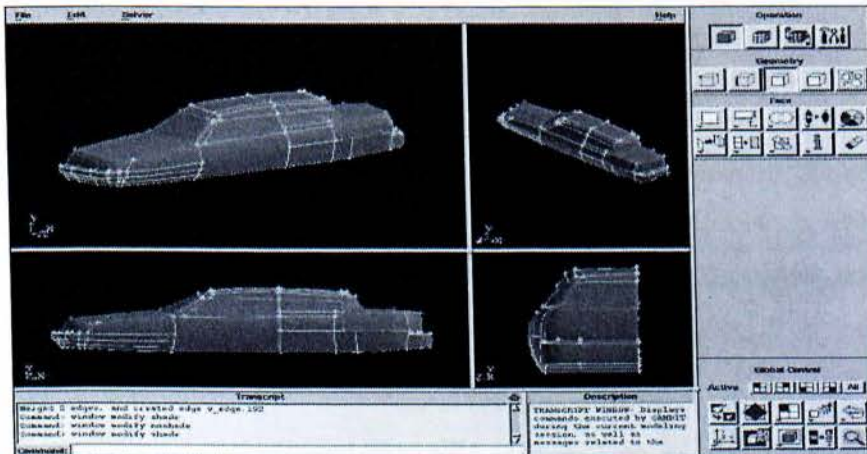 File Edit Solver Help
Operation
Geometry
Face
Global Control
Active All
Transcript
Merged 2 edges, and created edge v_edge.192
Command: window modify shade
Command: window modify noshade
Command: window modify shade
Command:
Description
TRANSCRIPT WINDOW- Displays
commands executed by GAMBIT
during the current modeling
session, as well as
messages related to the